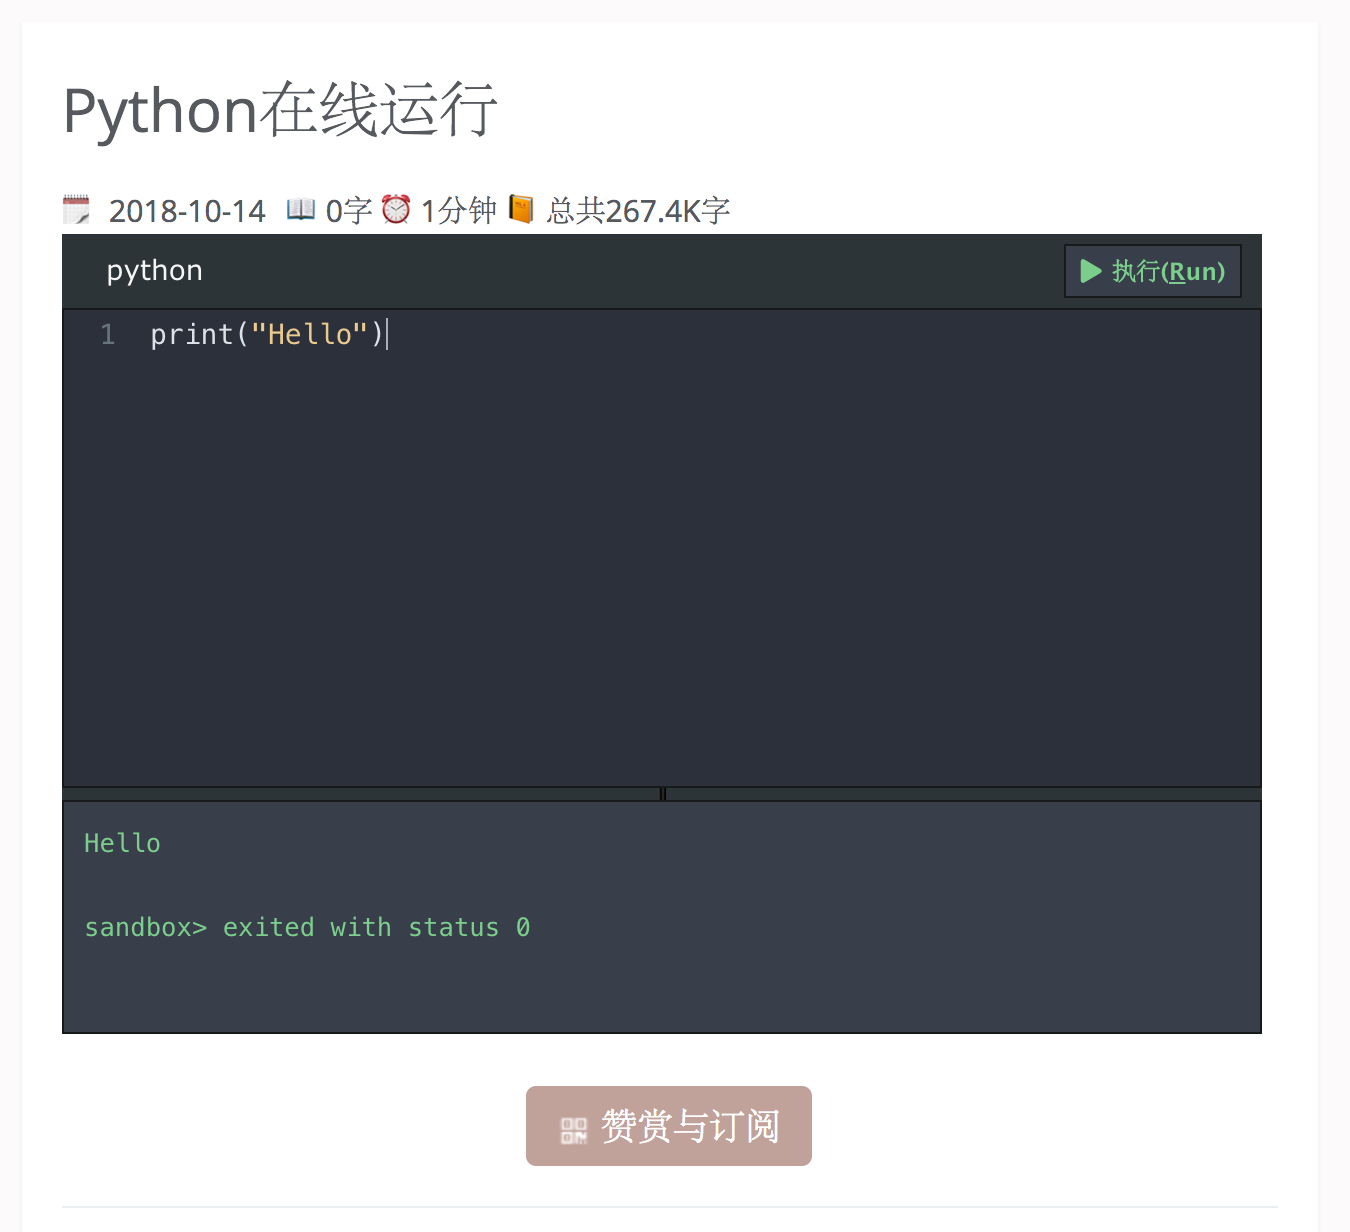 Python在线运行
2018-10-14 0字 1分钟 总共267.4K字
python 执行(Run)
1 print("Hello")
Hello
sandbox> exited with status 0
赞赏与订阅